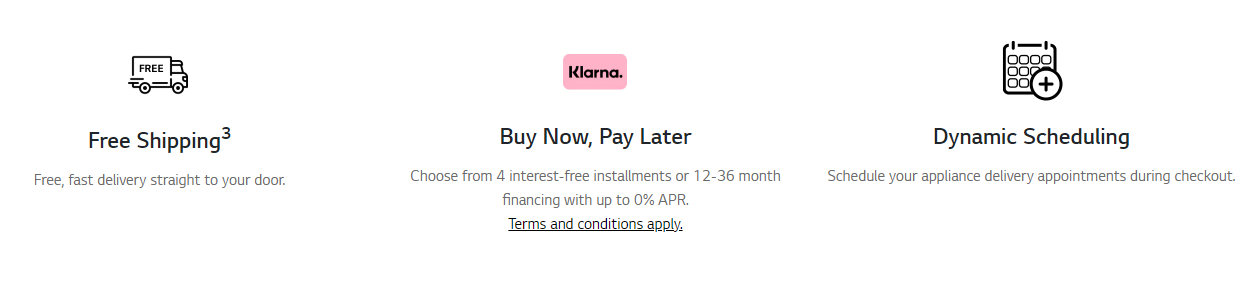 FREE
Free Shipping³
Free, fast delivery straight to your door.
Klarna.
Buy Now, Pay Later
Choose from 4 interest-free installments or 12-36 month
financing with up to 0% APR.
Terms and conditions apply.
Dynamic Scheduling
Schedule your appliance delivery appointments during checkout.